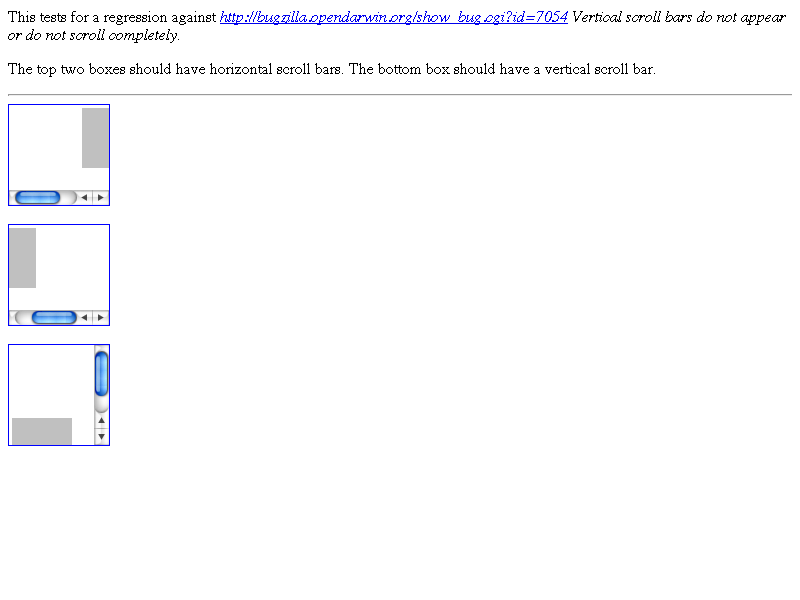 This tests for a regression against http://bugzilla.opendarwin.org/show_bug.cgi?id=7054 Vertical scroll bars do not appear
or do not scroll completely.
The top two boxes should have horizontal scroll bars. The bottom box should have a vertical scroll bar.